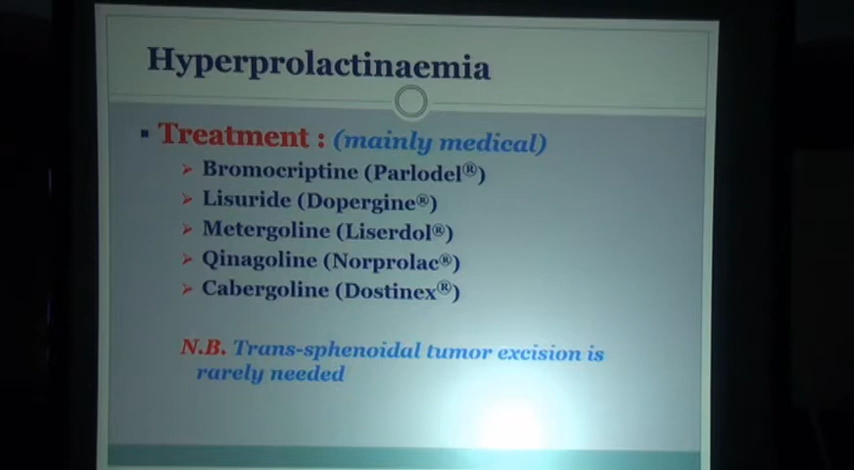 Hyperprolactinaemia
Treatment : (mainly medical)
Bromocriptine (Parlodel®)
Lisuride (Dopergine®)
Metergoline (Liserdol®)
Qinagoline (Norprolac®)
Cabergoline (Dostinex®)
N.B. Trans-sphenoidal tumor excision is
rarely needed